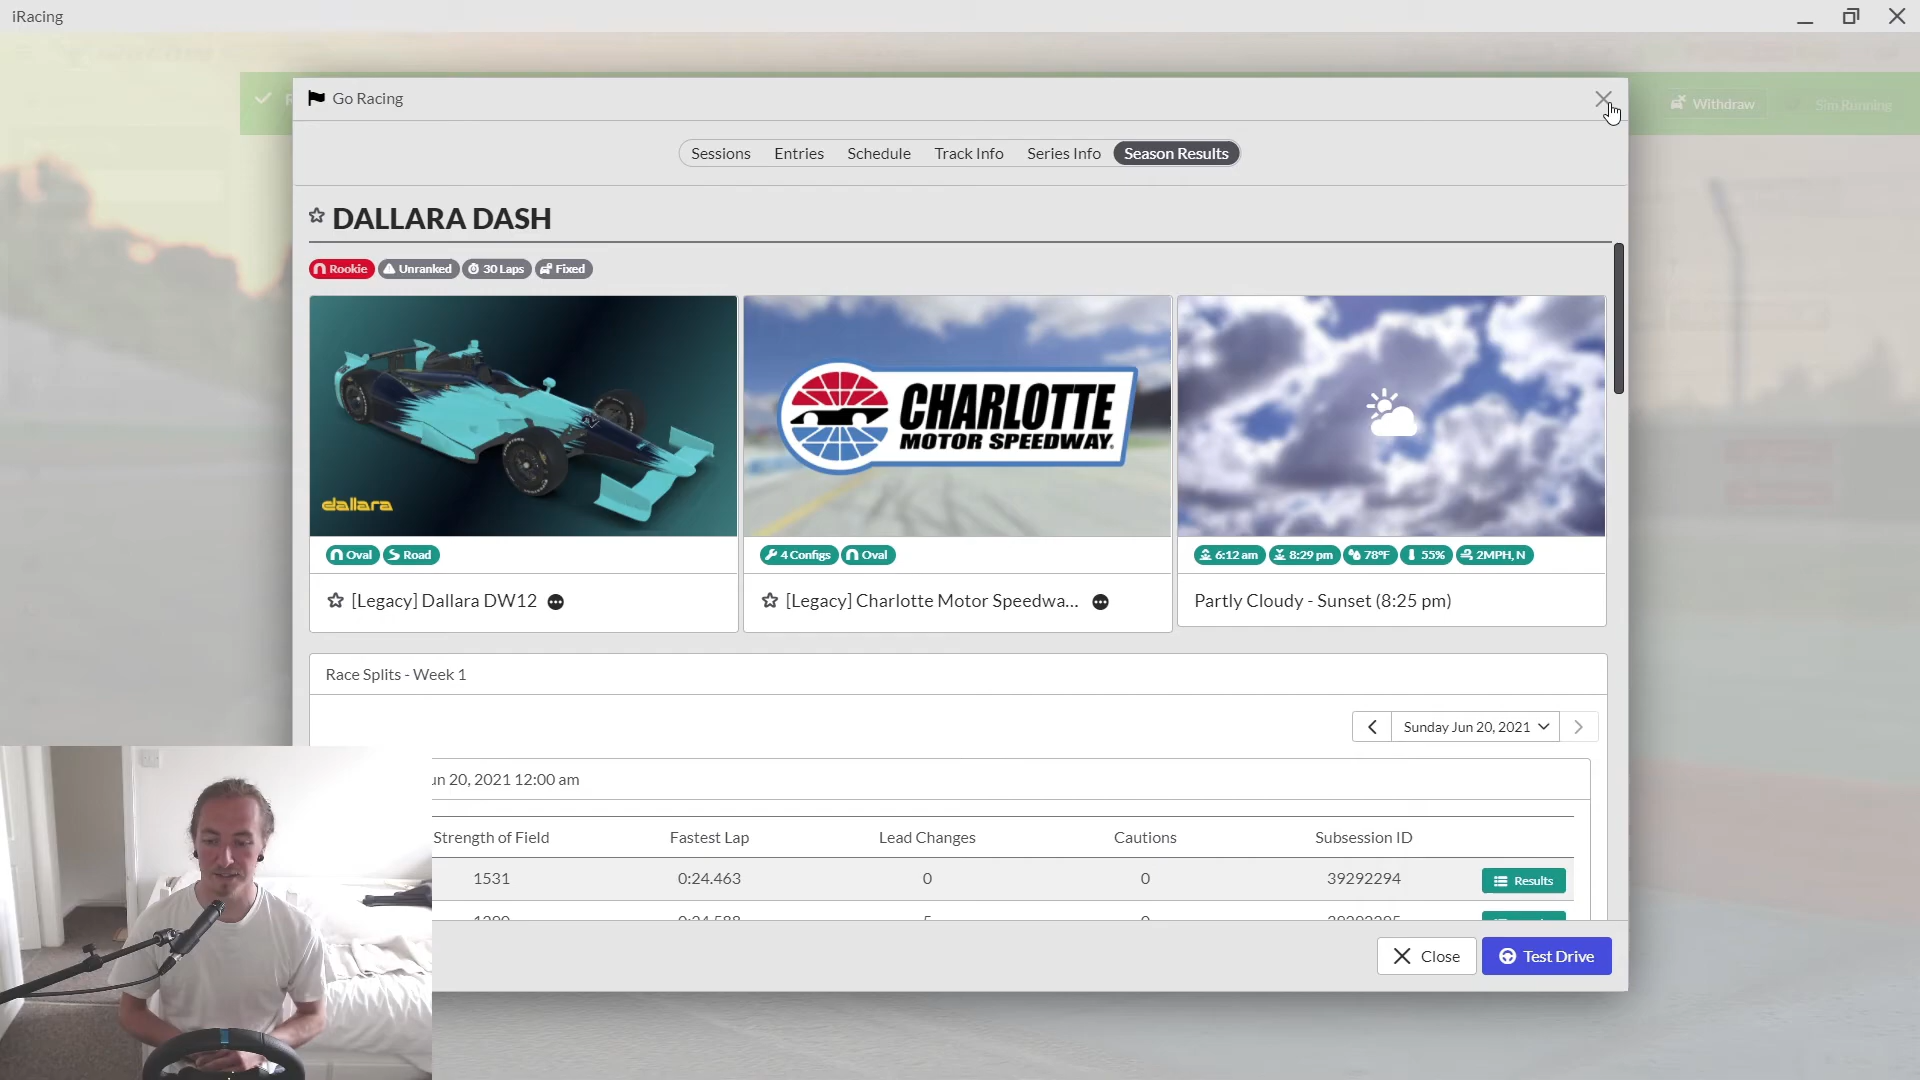 iRacing
Go Racing
Withdraw
Sim Running
Sessions Entries Schedule Track Info Series Info Season Results
DALLARA DASH
Rookie Unranked 30 Laps Fixed
dallara
CHARLOTTE
MOTOR SPEEDWAY
Oval Road
4 Configs Oval
6:12 am 8:29 pm 78°F 55% 2MPH, N
[Legacy] Dallara DW12
[Legacy] Charlotte Motor Speedwa...
Partly Cloudy - Sunset (8:25 pm)
Race Splits - Week 1
Sunday Jun 20, 2021
20, 2021 12:00 am
Strength of Field Fastest Lap Lead Changes Cautions Subsession ID
1531 0:24.463 0 0 39292294 Results
Close Test Drive